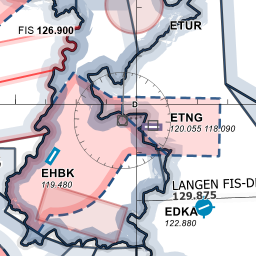 ETUR
FIS 126.900
D
ETNG
120.055 118.090
EHBK
119.480
LANGEN FIS-D
129.875
EDKA
122.880